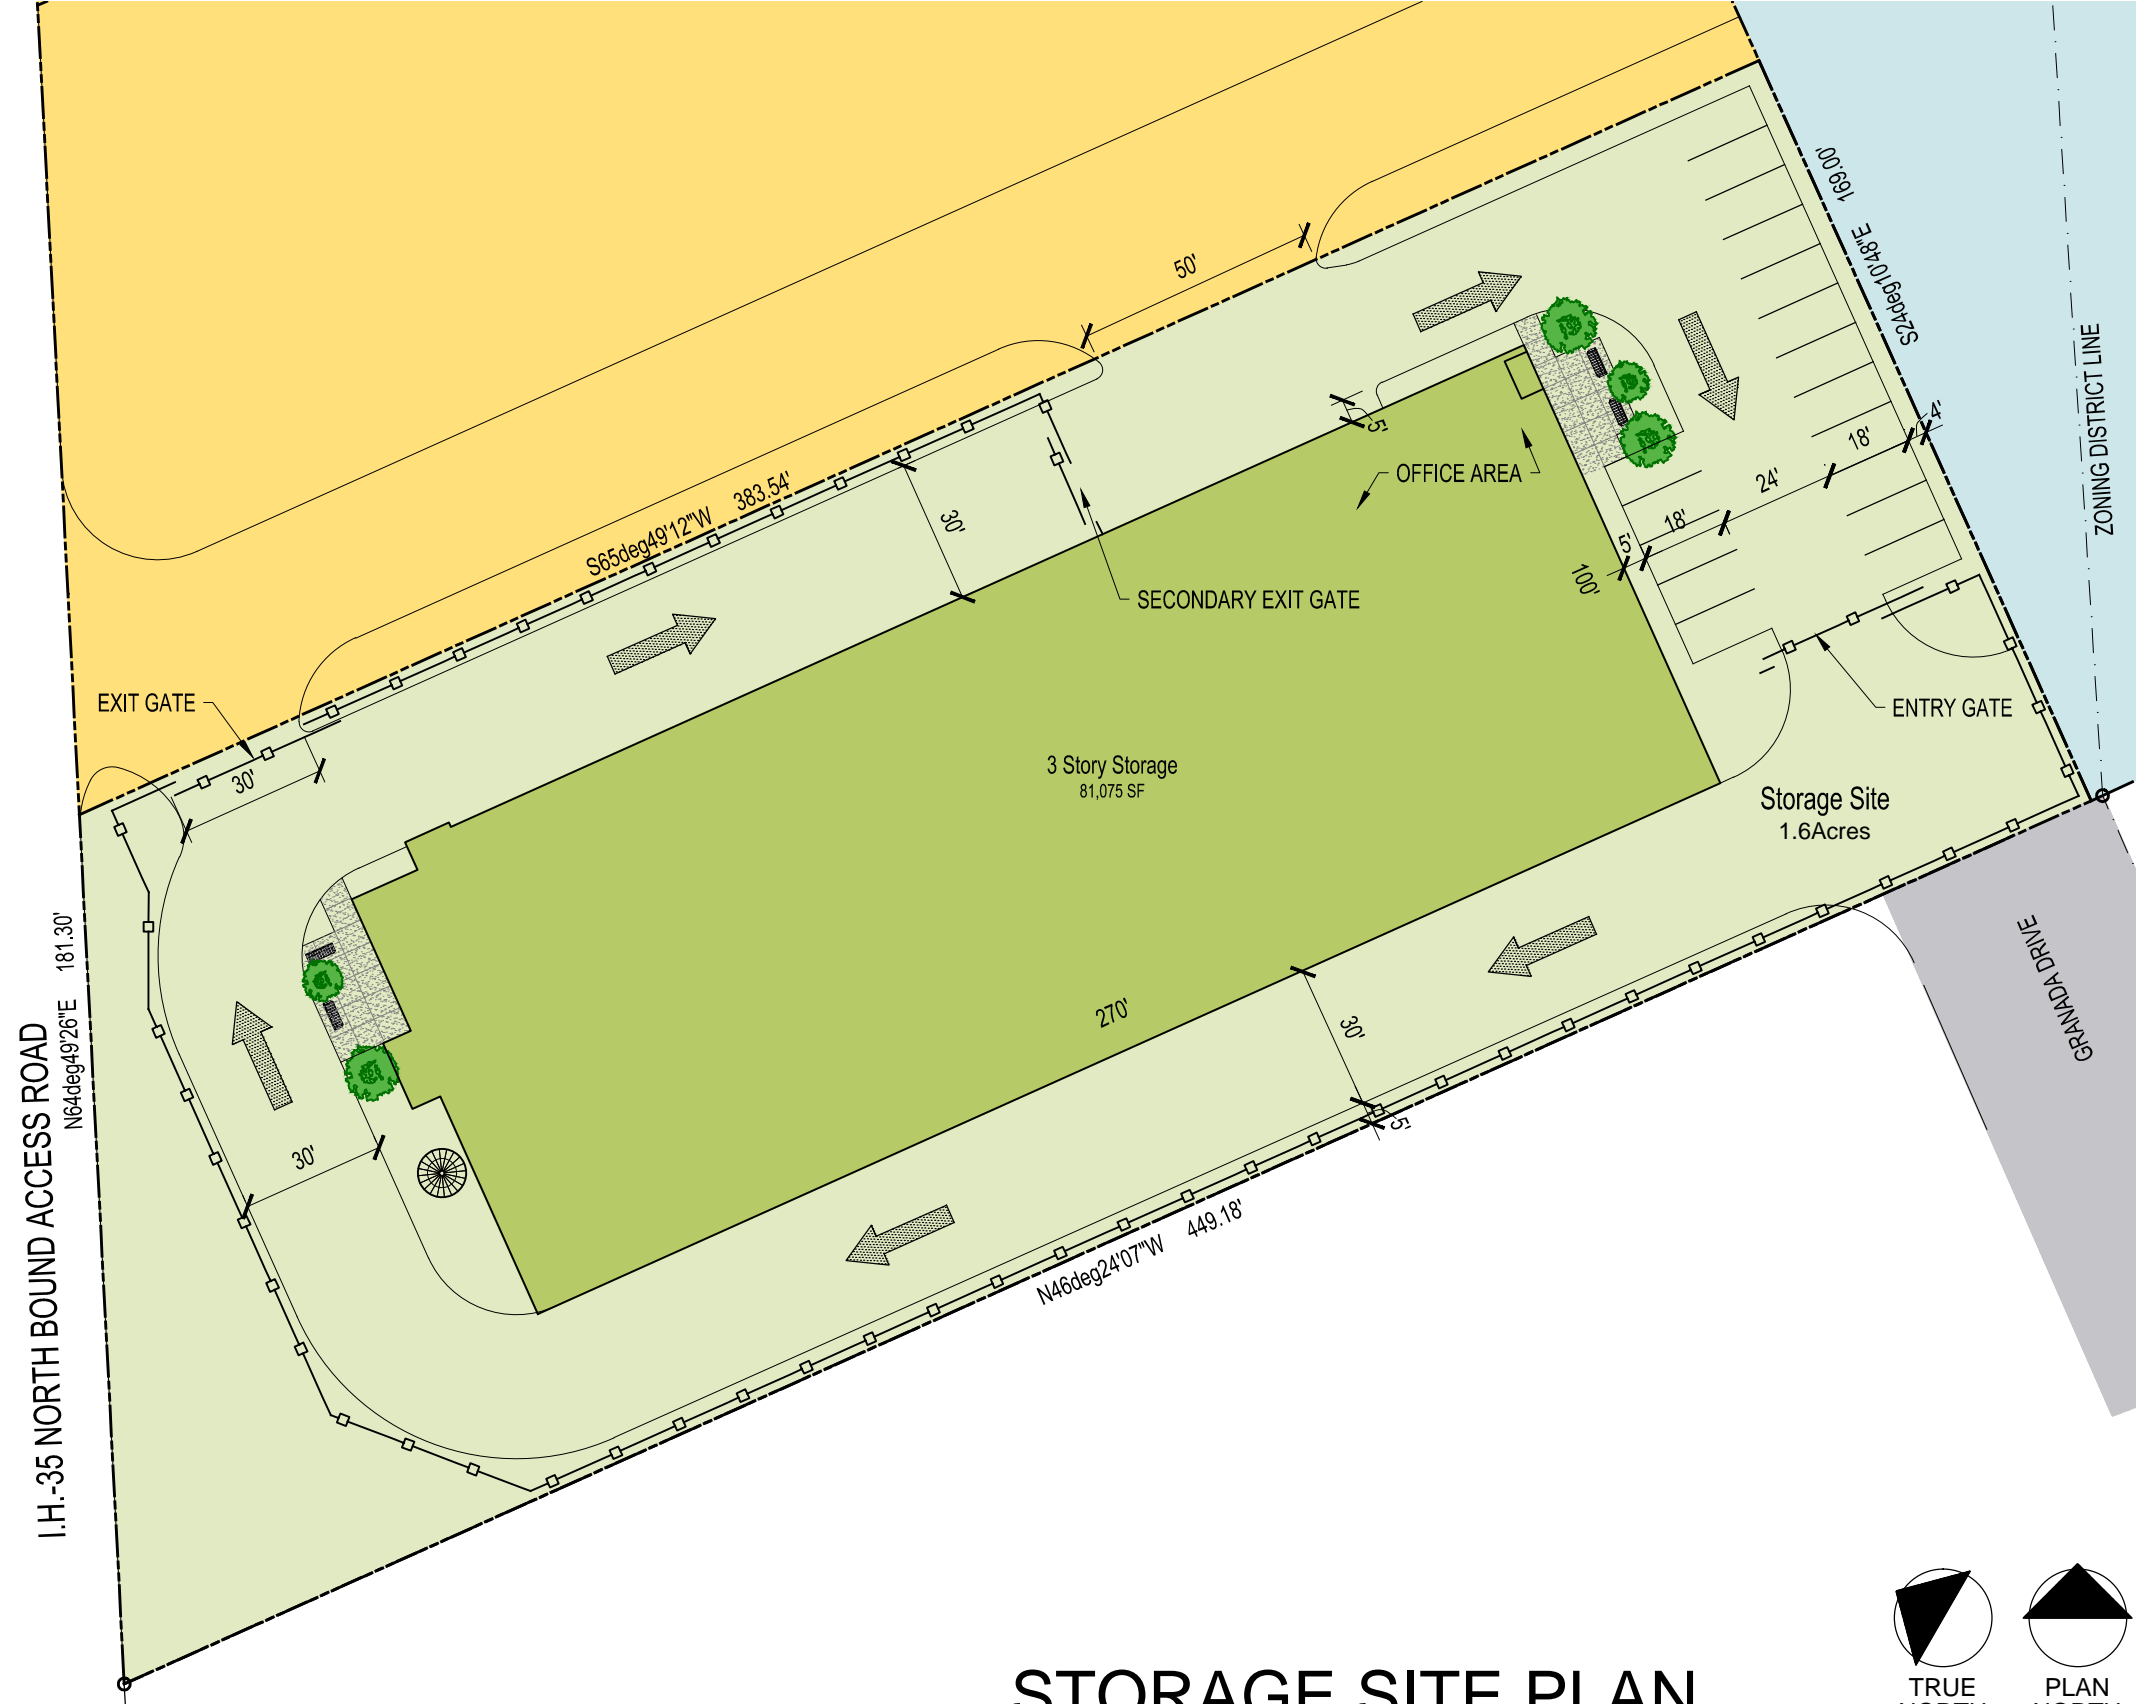 169.00'
S24deg10'48"E
50'
ZONING DISTRICT LINE
5'
4'
18'
24'
18'
5'
100'
OFFICE AREA
383.54'
S65deg49'12"W
30'
SECONDARY EXIT GATE
EXIT GATE
30'
ENTRY GATE
3 Story Storage
81,075 SF
Storage Site
1.6Acres
GRANADA DRIVE
I.H.-35 NORTH BOUND ACCESS ROAD
N64deg49'26"E 181.30'
270'
30'
5'
30'
N46deg24'07"W 449.18'
STORAGE SITE PLAN
TRUE
NORTH
PLAN
NORTH